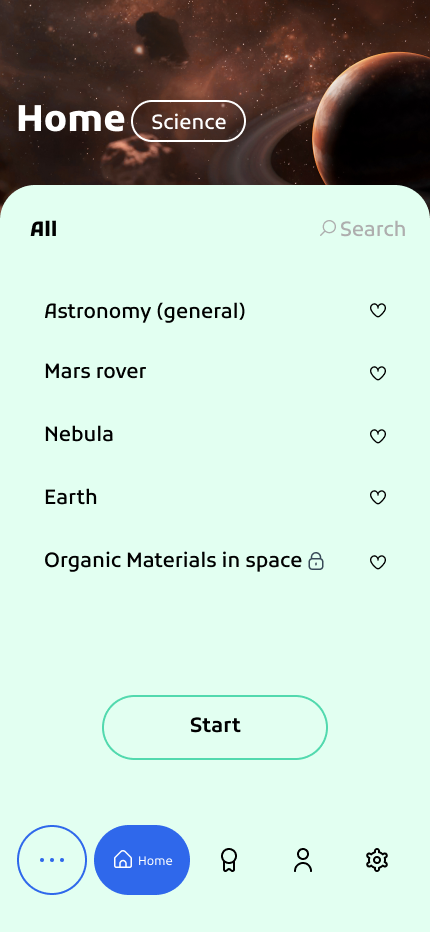 Home Science
All Search
Astronomy (general)
Mars rover
Nebula
Earth
Organic Materials in space
Start
Home